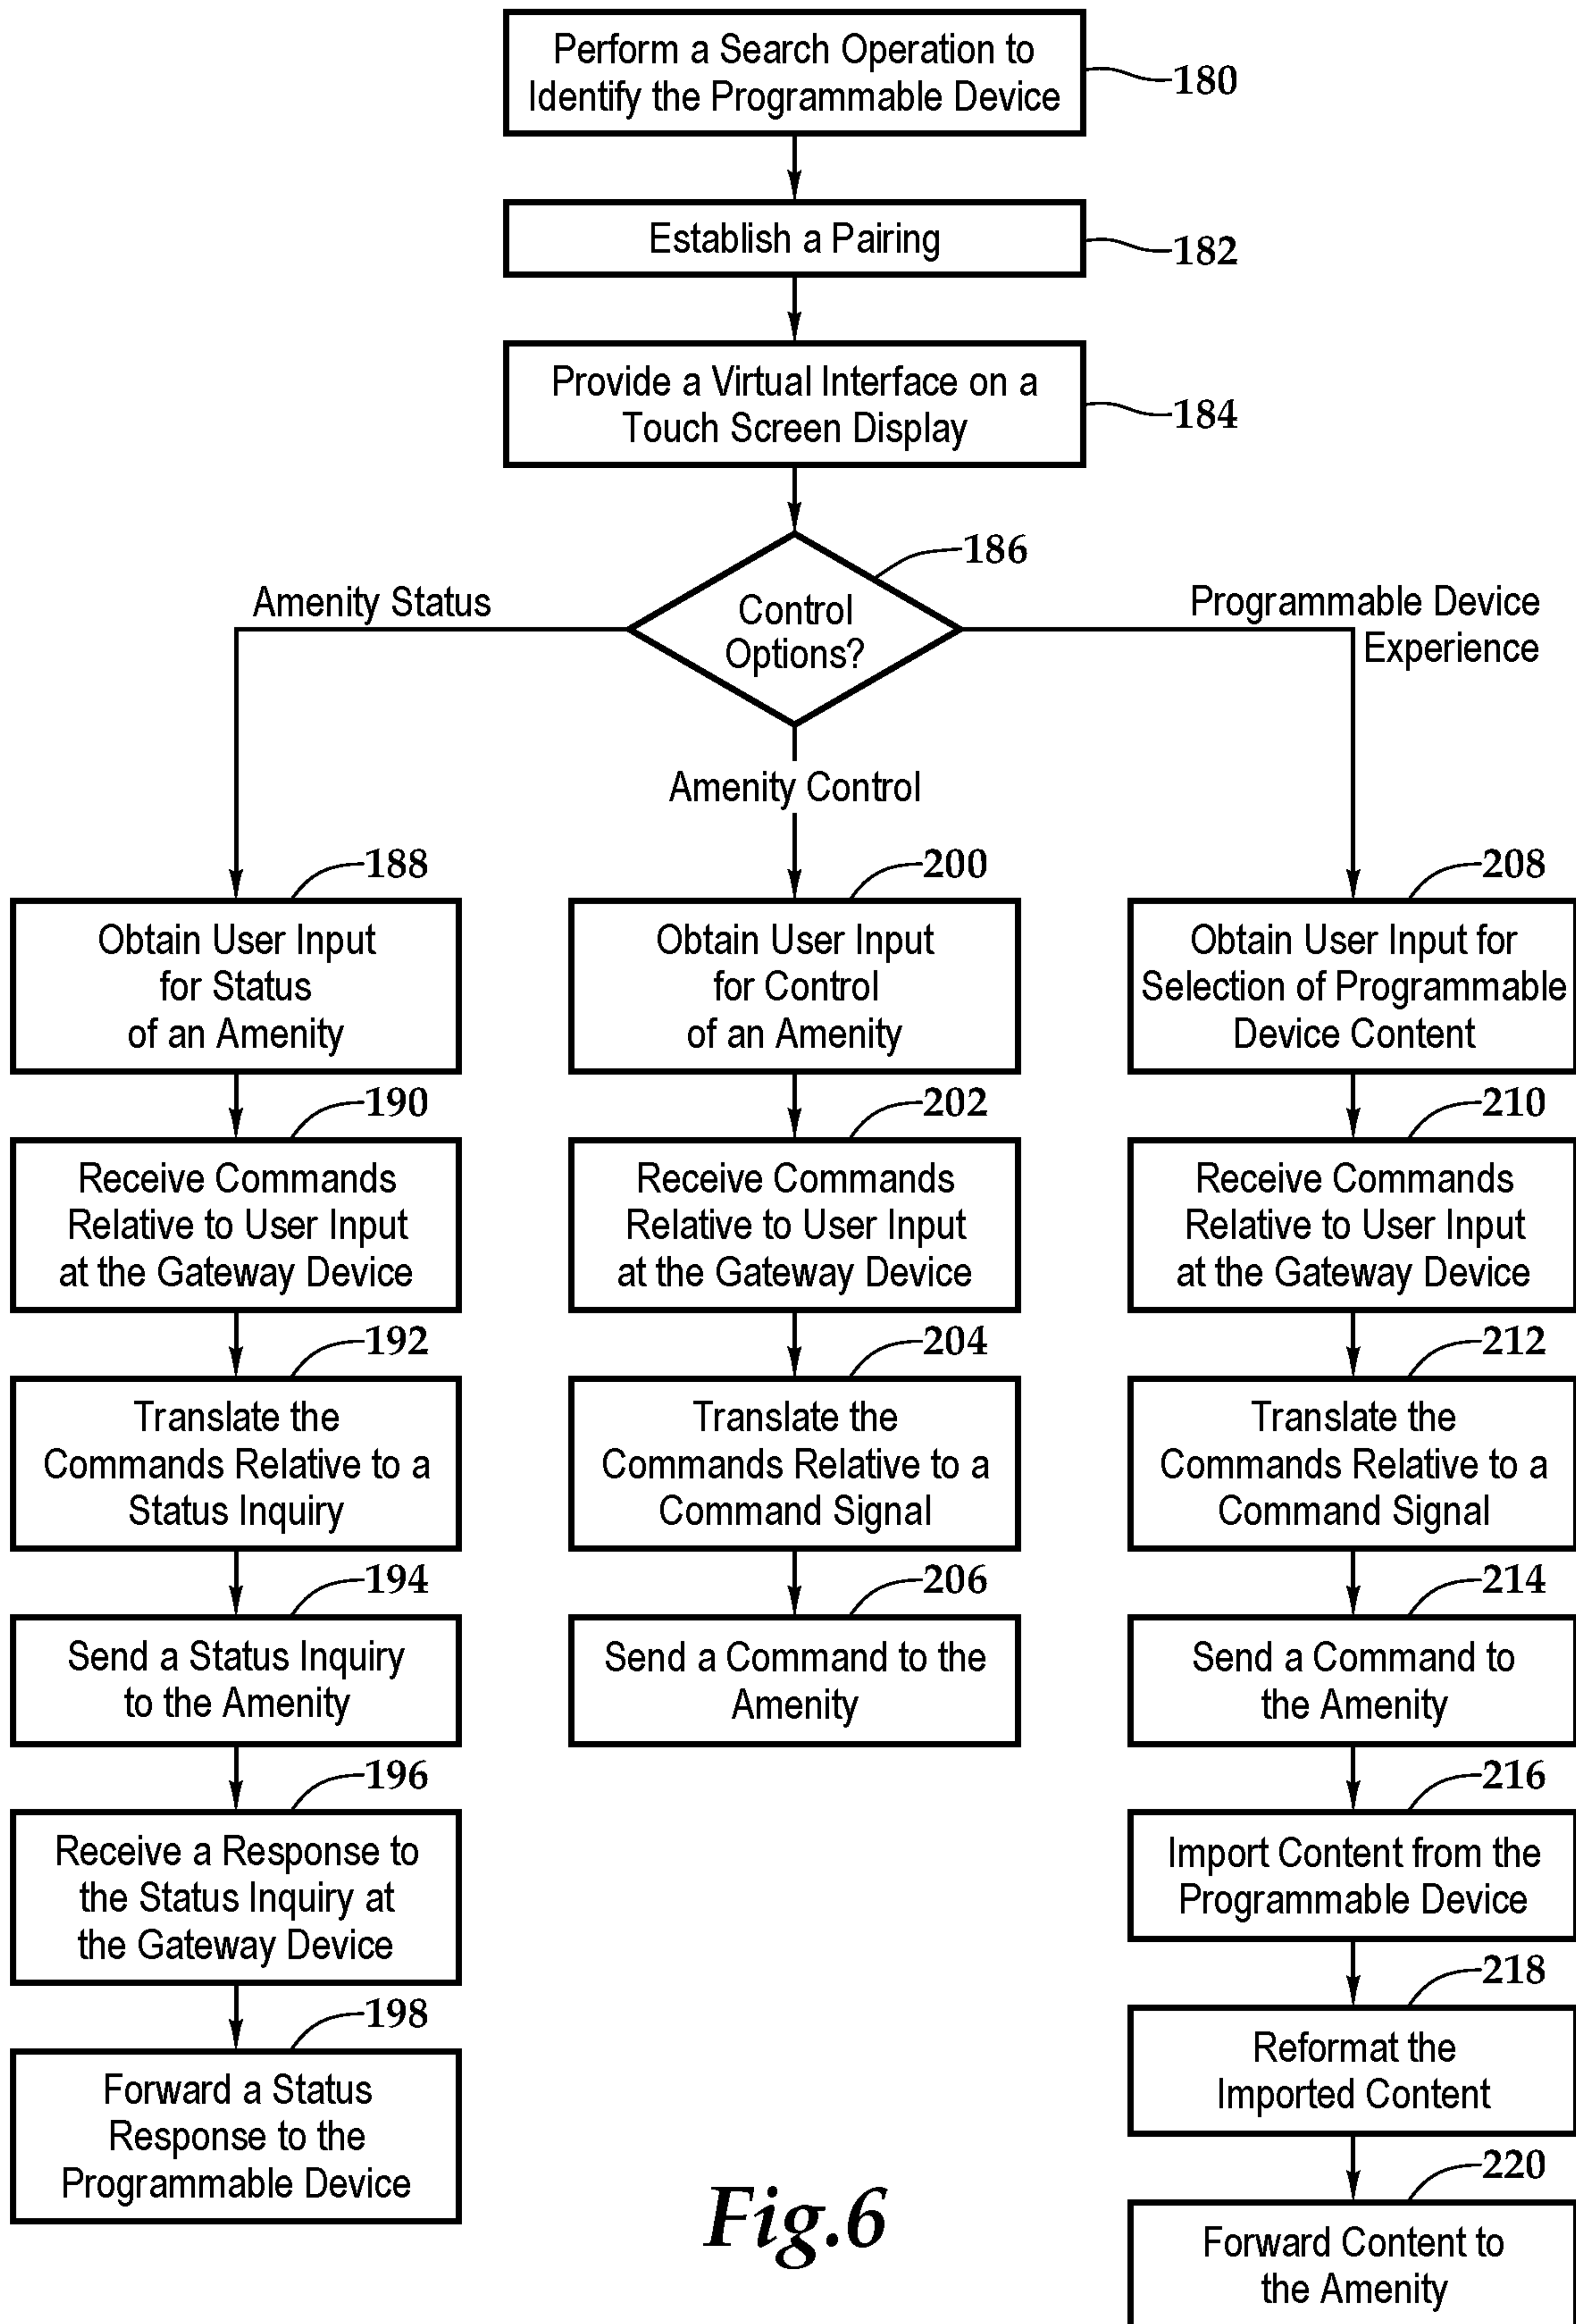 Perform a Search Operation to
Identify the Programmable Device
180
Establish a Pairing
182
Provide a Virtual Interface on a
Touch Screen Display
184
186
Control
Options?
Amenity Status
Amenity Control
Programmable Device
Experience
188
Obtain User Input
for Status
of an Amenity
190
Receive Commands
Relative to User Input
at the Gateway Device
192
Translate the
Commands Relative to a
Status Inquiry
194
Send a Status Inquiry
to the Amenity
196
Receive a Response to
the Status Inquiry at
the Gateway Device
198
Forward a Status
Response to the
Programmable Device
200
Obtain User Input
for Control
of an Amenity
202
Receive Commands
Relative to User Input
at the Gateway Device
204
Translate the
Commands Relative to a
Command Signal
206
Send a Command to the
Amenity
208
Obtain User Input for
Selection of Programmable
Device Content
210
Receive Commands
Relative to User Input
at the Gateway Device
212
Translate the
Commands Relative to a
Command Signal
214
Send a Command to
the Amenity
216
Import Content from the
Programmable Device
218
Reformat the
Imported Content
220
Forward Content to
the Amenity
Fig.6